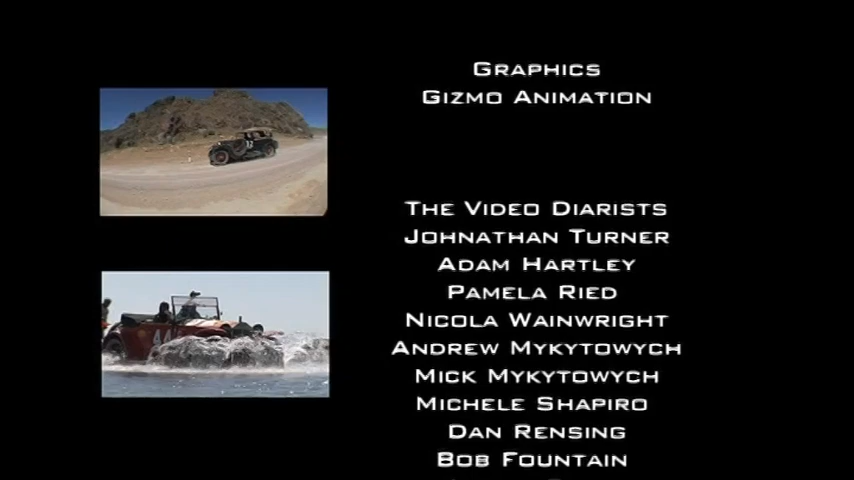 Graphics
Gizmo Animation
The Video Diarists
Johnathan Turner
Adam Hartley
Pamela Ried
Nicola Wainwright
Andrew Mykytowych
Mick Mykytowych
Michele Shapiro
Dan Rensing
Bob Fountain